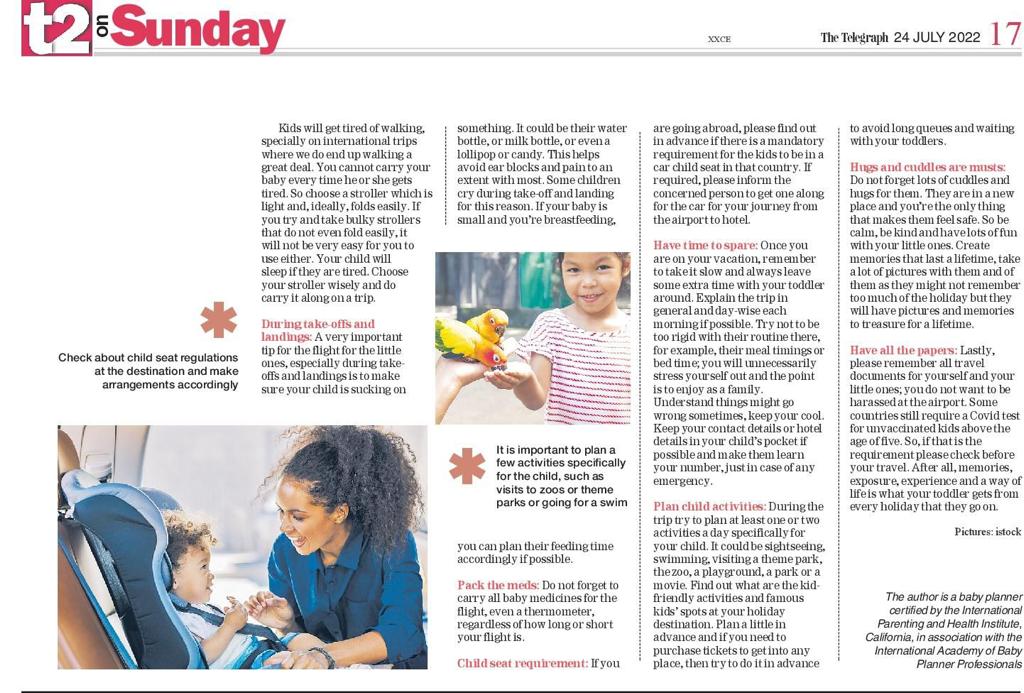 t2 on Sunday
XXCE
The Telegraph 24 JULY 2022 17
Kids will get tired of walking,
specially on international trips
where we do end up walking a
great deal. You cannot carry your
baby every time he or she gets
tired. So choose a stroller which is
light and, ideally, folds easily. If
you try and take bulky strollers
that do not even fold easily, it
will not be very easy for you to
use either. Your child will
sleep if they are tired. Choose
your stroller wisely and do
carry it along on a trip.
During take-offs and
landings: A very important
tip for the flight for the little
ones, especially during take-
offs and landings is to make
sure your child is sucking on
Check about child seat regulations
at the destination and make
arrangements accordingly
something. It could be their water
bottle, or milk bottle, or even a
lollipop or candy. This helps
avoid ear blocks and pain to an
extent with most. Some children
cry during take-off and landing
for this reason. If your baby is
small and you're breastfeeding,
It is important to plan a
few activities specifically
for the child, such as
visits to zoos or theme
parks or going for a swim
you can plan their feeding time
accordingly if possible.
Pack the meds: Do not forget to
carry all baby medicines for the
flight, even a thermometer,
regardless of how long or short
your flight is.
Child seat requirement: If you
are going abroad, please find out
in advance if there is a mandatory
requirement for the kids to be in a
car child seat in that country. If
required, please inform the
concerned person to get one along
for the car for your journey from
the airport to hotel.
Have time to spare: Once you
are on your vacation, remember
to take it slow and always leave
some extra time with your toddler
around. Explain the trip in
general and day-wise each
morning if possible. Try not to be
too rigid with their routine there,
for example, their meal timings or
bed time; you will unnecessarily
stress yourself out and the point
is to enjoy as a family.
Understand things might go
wrong sometimes, keep your cool.
Keep your contact details or hotel
details in your child's pocket if
possible and make them learn
your number, just in case of any
emergency.
Plan child activities: During the
trip try to plan at least one or two
activities a day specifically for
your child. It could be sightseeing,
swimming, visiting a theme park,
the zoo, a playground, a park or a
movie. Find out what are the kid-
friendly activities and famous
kids' spots at your holiday
destination. Plan a little in
advance and if you need to
purchase tickets to get into any
place, then try to do it in advance
to avoid long queues and waiting
with your toddlers.
Hugs and cuddles are musts:
Do not forget lots of cuddles and
hugs for them. They are in a new
place and you're the only thing
that makes them feel safe. So be
calm, be kind and have lots of fun
with your little ones. Create
memories that last a lifetime, take
a lot of pictures with them and of
them as they might not remember
too much of the holiday but they
will have pictures and memories
to treasure for a lifetime.
Have all the papers: Lastly,
please remember all travel
documents for yourself and your
little ones; you do not want to be
harassed at the airport. Some
countries still require a Covid test
for unvaccinated kids above the
age of five. So, if that is the
requirement please check before
your travel. After all, memories,
exposure, experience and a way of
life is what your toddler gets from
every holiday that they go on.
Pictures: istock
The author is a baby planner
certified by the International
Parenting and Health Institute,
California, in association with the
International Academy of Baby
Planner Professionals